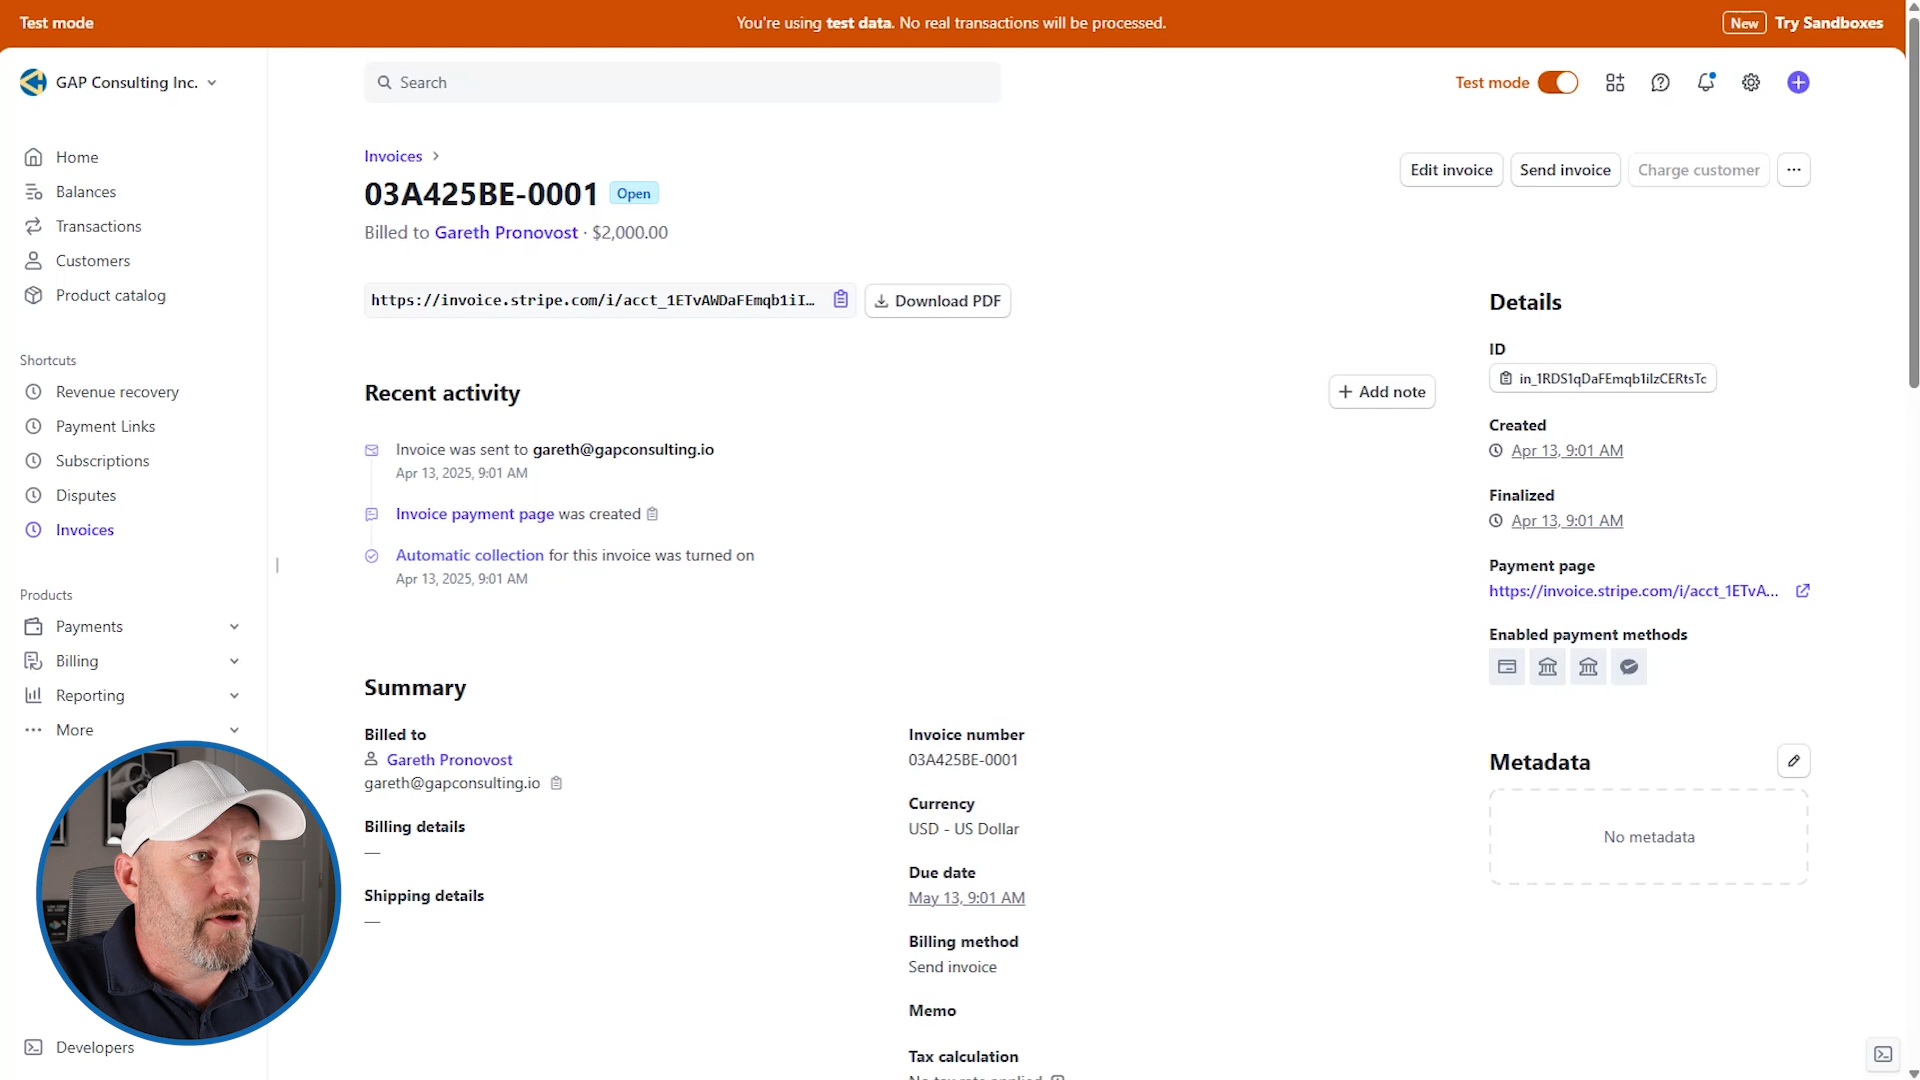 Test mode
You're using test data. No real transactions will be processed.
New Try Sandboxes
GAP Consulting Inc.
Search
Test mode
Home
Balances
Transactions
Customers
Product catalog
Shortcuts
Revenue recovery
Payment Links
Subscriptions
Disputes
Invoices
Products
Payments
Billing
Reporting
More
Developers
Invoices
03A425BE-0001 Open
Billed to Gareth Pronovost · $2,000.00
Edit invoice Send invoice Charge customer
https://invoice.stripe.com/i/acct_1ETvAWDaFEmqb1iI... Download PDF
Recent activity
Add note
Invoice was sent to gareth@gapconsulting.io
Apr 13, 2025, 9:01 AM
Invoice payment page was created
Automatic collection for this invoice was turned on
Apr 13, 2025, 9:01 AM
Summary
Billed to
Gareth Pronovost
gareth@gapconsulting.io
Billing details
—
Shipping details
—
Invoice number
03A425BE-0001
Currency
USD - US Dollar
Due date
May 13, 9:01 AM
Billing method
Send invoice
Memo
Tax calculation
No tax rate applied
Details
ID
in_1RDS1qDaFEmqb1iIzCERtsTc
Created
Apr 13, 9:01 AM
Finalized
Apr 13, 9:01 AM
Payment page
https://invoice.stripe.com/i/acct_1ETvA...
Enabled payment methods
Metadata
No metadata